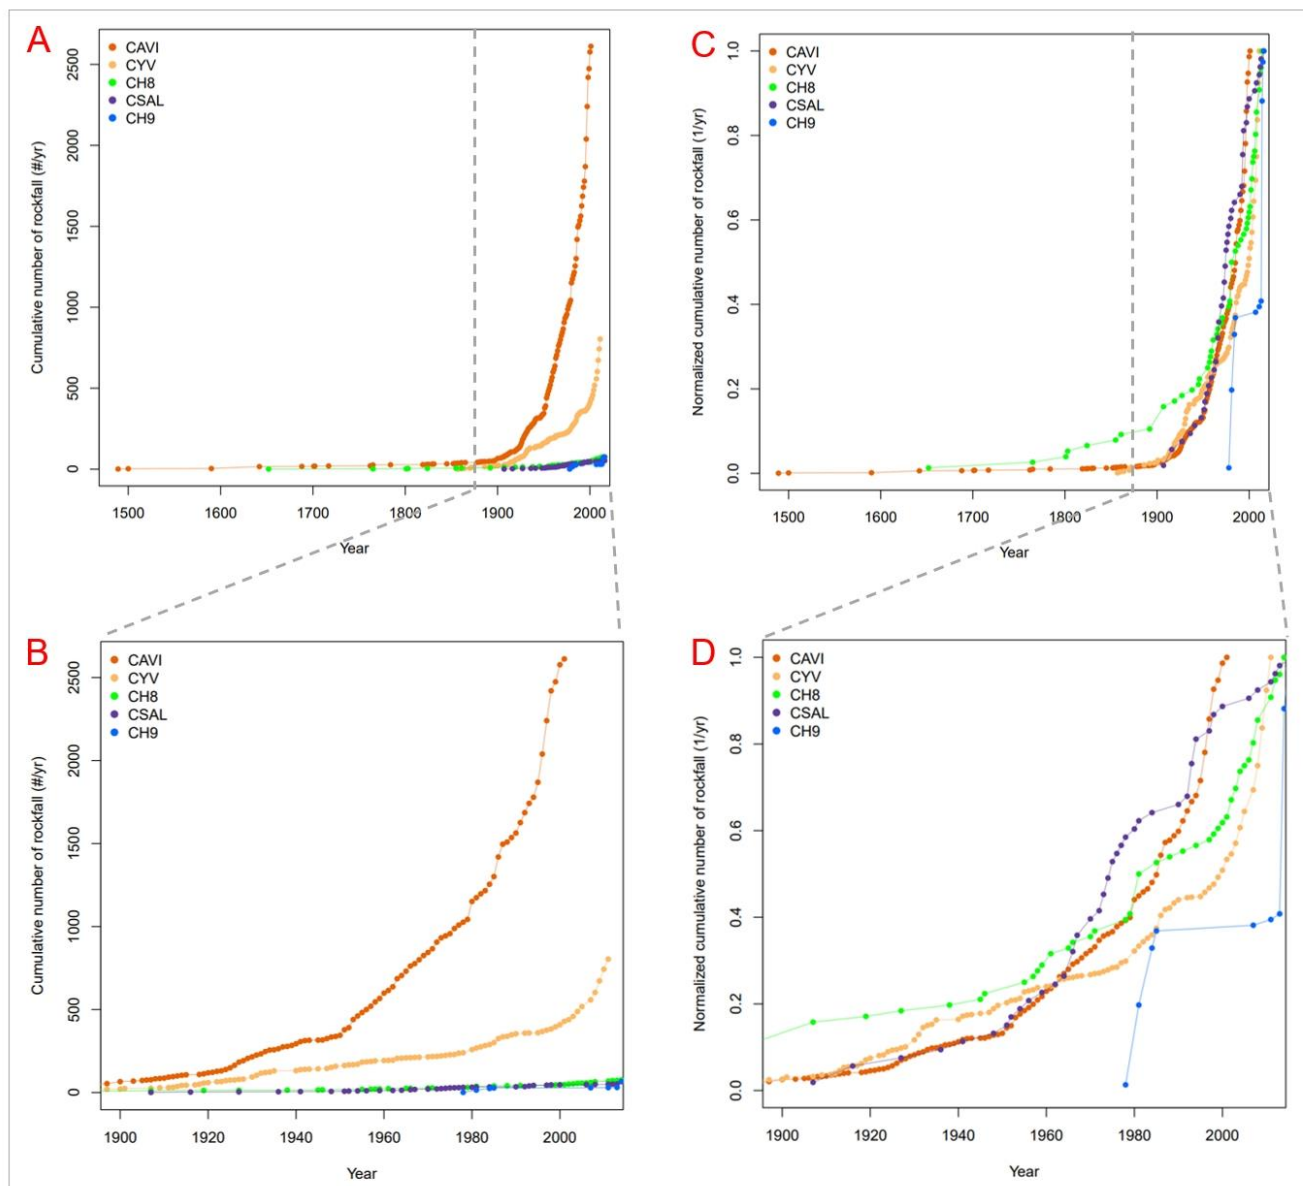 A
CAVI
CYV
CH8
CSAL
CH9
Cumulative number of rockfall (#/yr)
0 500 1000 1500 2000 2500
1500 1600 1700 1800 1900 2000
Year
C
CAVI
CYV
CH8
CSAL
CH9
Normalized cumulative number of rockfall (1/yr)
0.0 0.2 0.4 0.6 0.8 1.0
1500 1600 1700 1800 1900 2000
Year
B
CAVI
CYV
CH8
CSAL
CH9
Cumulative number of rockfall (#/yr)
0 500 1000 1500 2000 2500
1900 1920 1940 1960 1980 2000
Year
D
CAVI
CYV
CH8
CSAL
CH9
Normalized cumulative number of rockfall (1/yr)
0.0 0.2 0.4 0.6 0.8 1.0
1900 1920 1940 1960 1980 2000
Year